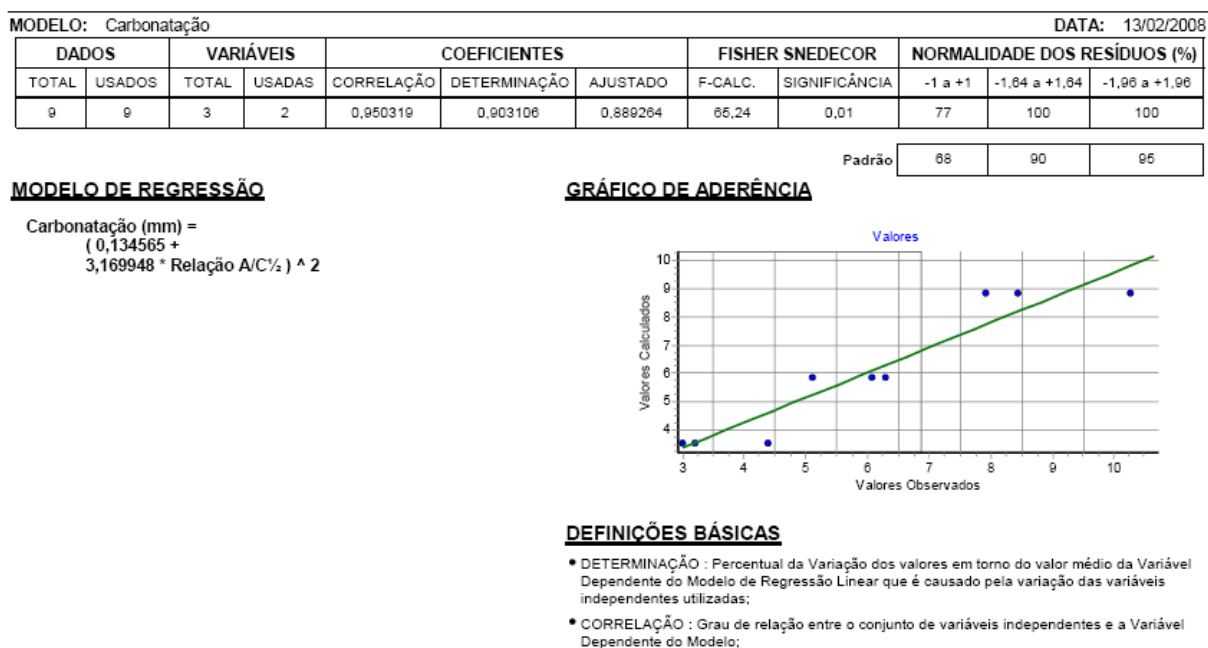 MODELO: Carbonatação DATA: 13/02/2008
DADOS VARIÁVEIS COEFICIENTES FISHER SNEDECOR NORMALIDADE DOS RESÍDUOS (%)
TOTAL USADOS TOTAL USADAS CORRELAÇÃO DETERMINAÇÃO AJUSTADO F-CALC. SIGNIFICÂNCIA -1 a +1 -1,64 a +1,64 -1,96 a +1,96
9 9 3 2 0,950319 0,903106 0,889264 65,24 0,01 77 100 100
Padrão 68 90 95
MODELO DE REGRESSÃO
Carbonatação (mm) =
( 0,134565 +
3,169948 * Relação A/C½ ) ^ 2
GRÁFICO DE ADERÊNCIA
Valores
Valores Calculados
10
9
8
7
6
5
4
3 4 5 6 7 8 9 10
Valores Observados
DEFINIÇÕES BÁSICAS
• DETERMINAÇÃO : Percentual da Variação dos valores em torno do valor médio da Variável
Dependente do Modelo de Regressão Linear que é causado pela variação das variáveis
independentes utilizadas;
• CORRELAÇÃO : Grau de relação entre o conjunto de variáveis independentes e a Variável
Dependente do Modelo;